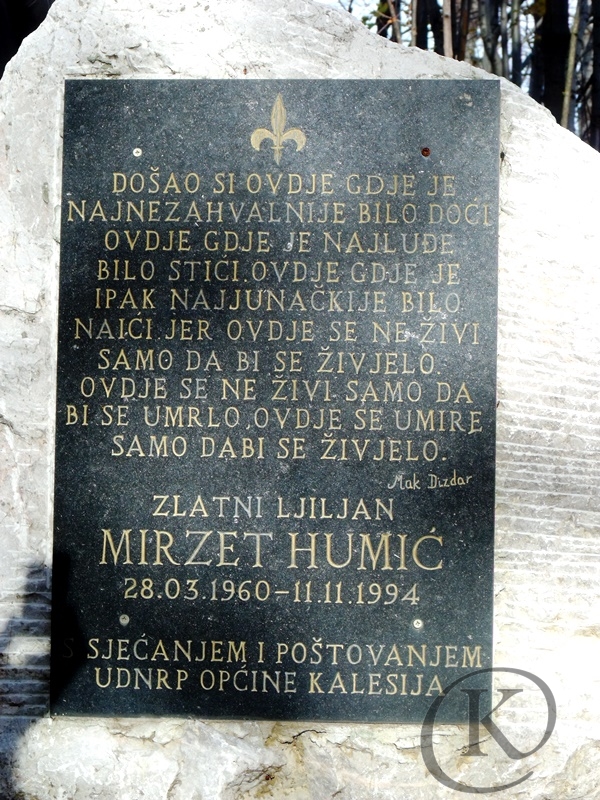 DOŠAO SI OVDJE GDJE JE
NAJNEZAHVALNIJE BILO DOĆI
OVDJE GDJE JE NAJLUĐE
BILO STIĆI. OVDJE GDJE JE
IPAK NAJJUNAČKIJE BILO
NAIĆI. JER OVDJE SE NE ŽIVI
SAMO DA BI SE ŽIVJELO.
OVDJE SE NE ŽIVI SAMO DA
BI SE UMRLO, OVDJE SE UMIRE
SAMO DABI SE ŽIVJELO.
Mak Dizdar
ZLATNI LJILJAN
MIRZET HUMIĆ
28.03.1960-11.11.1994
S SJEĆANJEM I POŠTOVANJEM
UDNRP OPĆINE KALESIJA
K